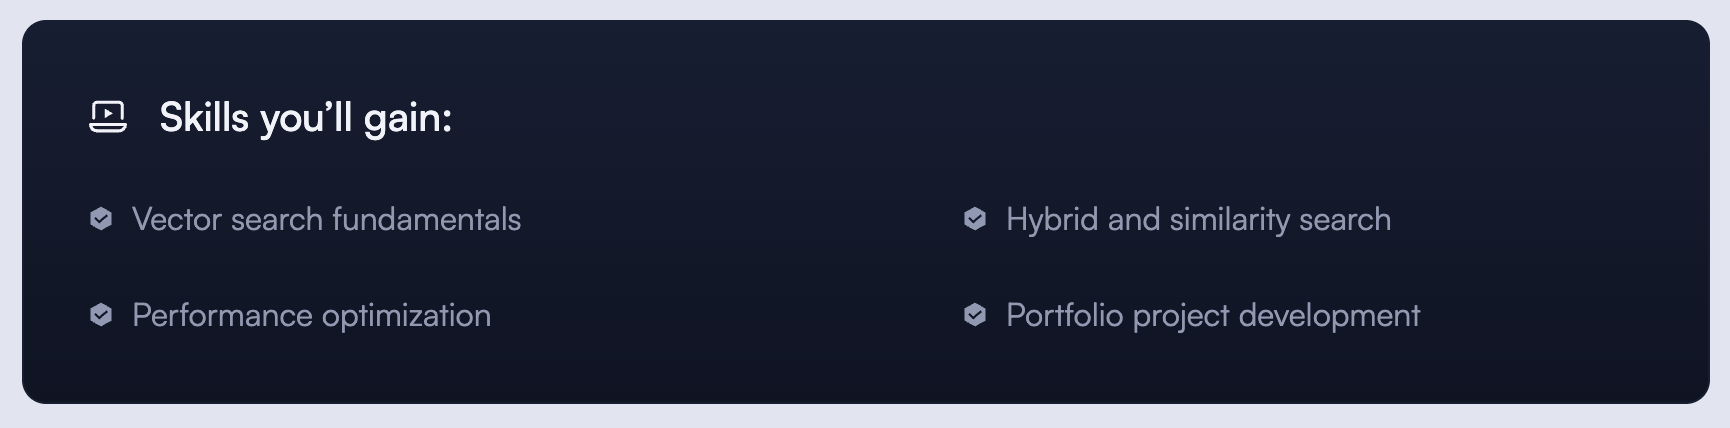 Skills you’ll gain:
Vector search fundamentals
Hybrid and similarity search
Performance optimization
Portfolio project development